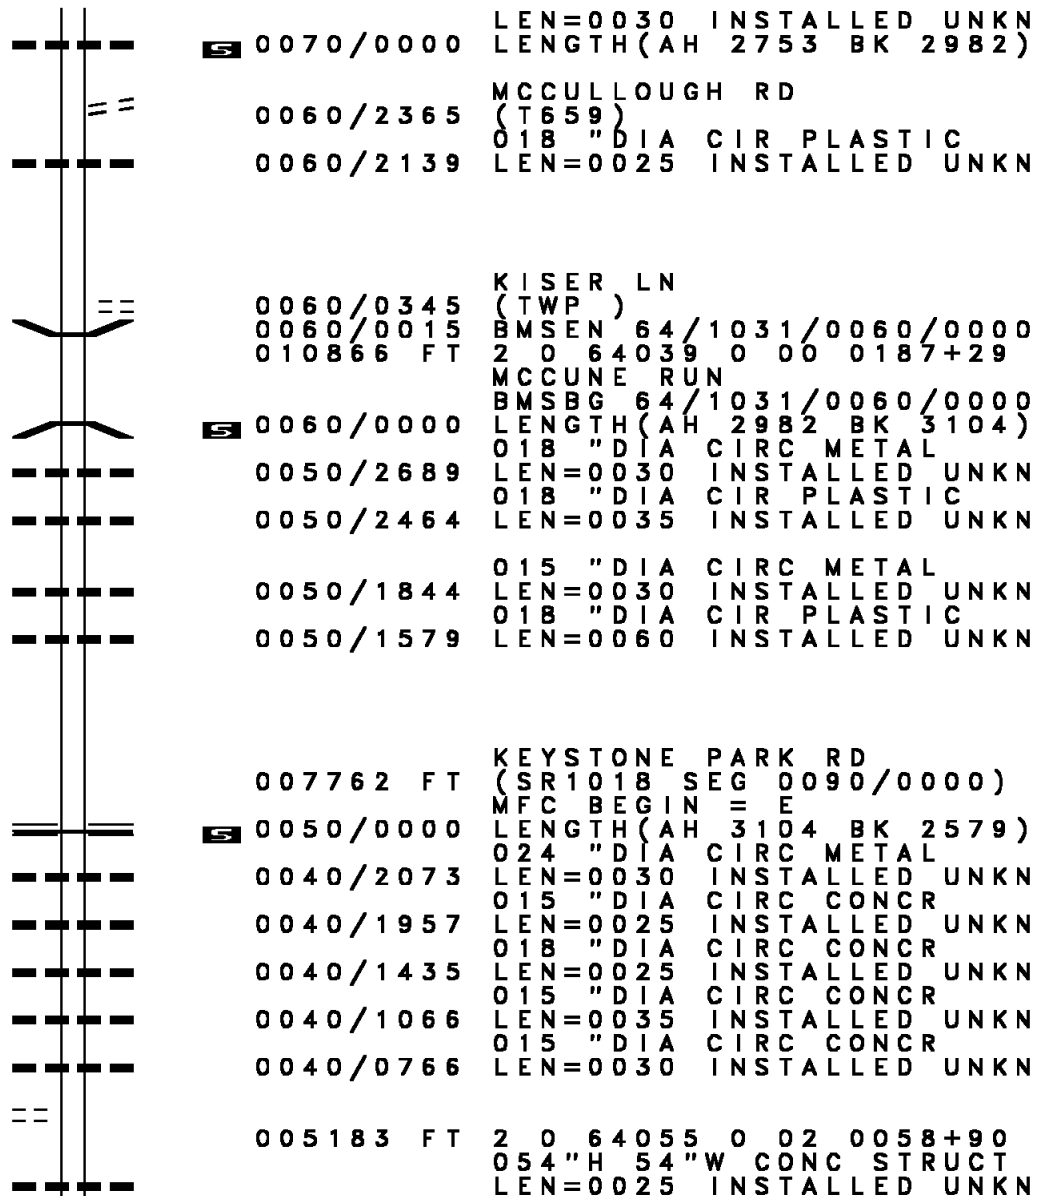 LEN=0030 INSTALLED UNKN
S 0070/0000 LENGTH(AH 2753 BK 2982)
MCCULLOUGH RD
0060/2365 (T659)
018 "DIA CIR PLASTIC
0060/2139 LEN=0025 INSTALLED UNKN
KISER LN
0060/0345 (TWP )
0060/0015 BMSEN 64/1031/0060/0000
010866 FT 2 0 64039 0 00 0187+29
MCCUNE RUN
BMSBG 64/1031/0060/0000
S 0060/0000 LENGTH(AH 2982 BK 3104)
018 "DIA CIRC METAL
0050/2689 LEN=0030 INSTALLED UNKN
018 "DIA CIR PLASTIC
0050/2464 LEN=0035 INSTALLED UNKN
015 "DIA CIRC METAL
0050/1844 LEN=0030 INSTALLED UNKN
018 "DIA CIR PLASTIC
0050/1579 LEN=0060 INSTALLED UNKN
KEYSTONE PARK RD
007762 FT (SR1018 SEG 0090/0000)
MFC BEGIN = E
S 0050/0000 LENGTH(AH 3104 BK 2579)
024 "DIA CIRC METAL
0040/2073 LEN=0030 INSTALLED UNKN
015 "DIA CIRC CONCR
0040/1957 LEN=0025 INSTALLED UNKN
018 "DIA CIRC CONCR
0040/1435 LEN=0025 INSTALLED UNKN
015 "DIA CIRC CONCR
0040/1066 LEN=0035 INSTALLED UNKN
015 "DIA CIRC CONCR
0040/0766 LEN=0030 INSTALLED UNKN
005183 FT 2 0 64055 0 02 0058+90
054"H 54"W CONC STRUCT
LEN=0025 INSTALLED UNKN